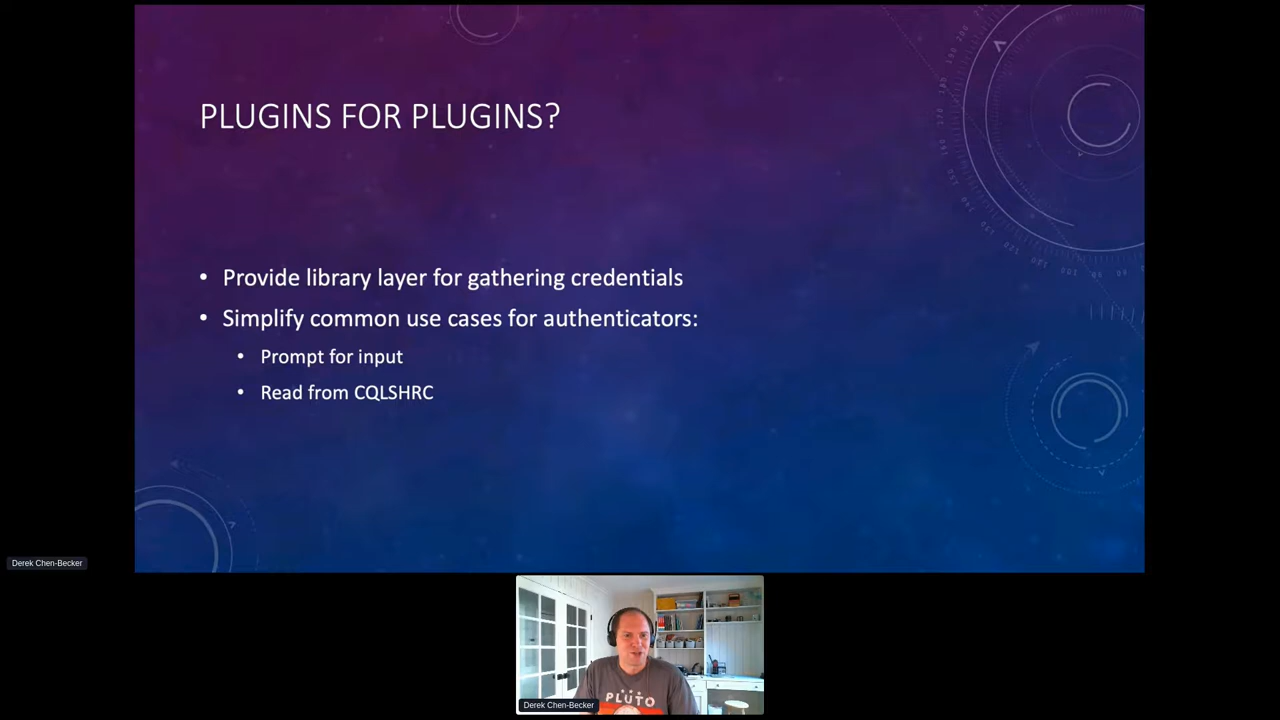 PLUGINS FOR PLUGINS?
• Provide library layer for gathering credentials
• Simplify common use cases for authenticators:
• Prompt for input
• Read from CQLSHRC
Derek Chen-Becker
PLUTO
Derek Chen-Becker